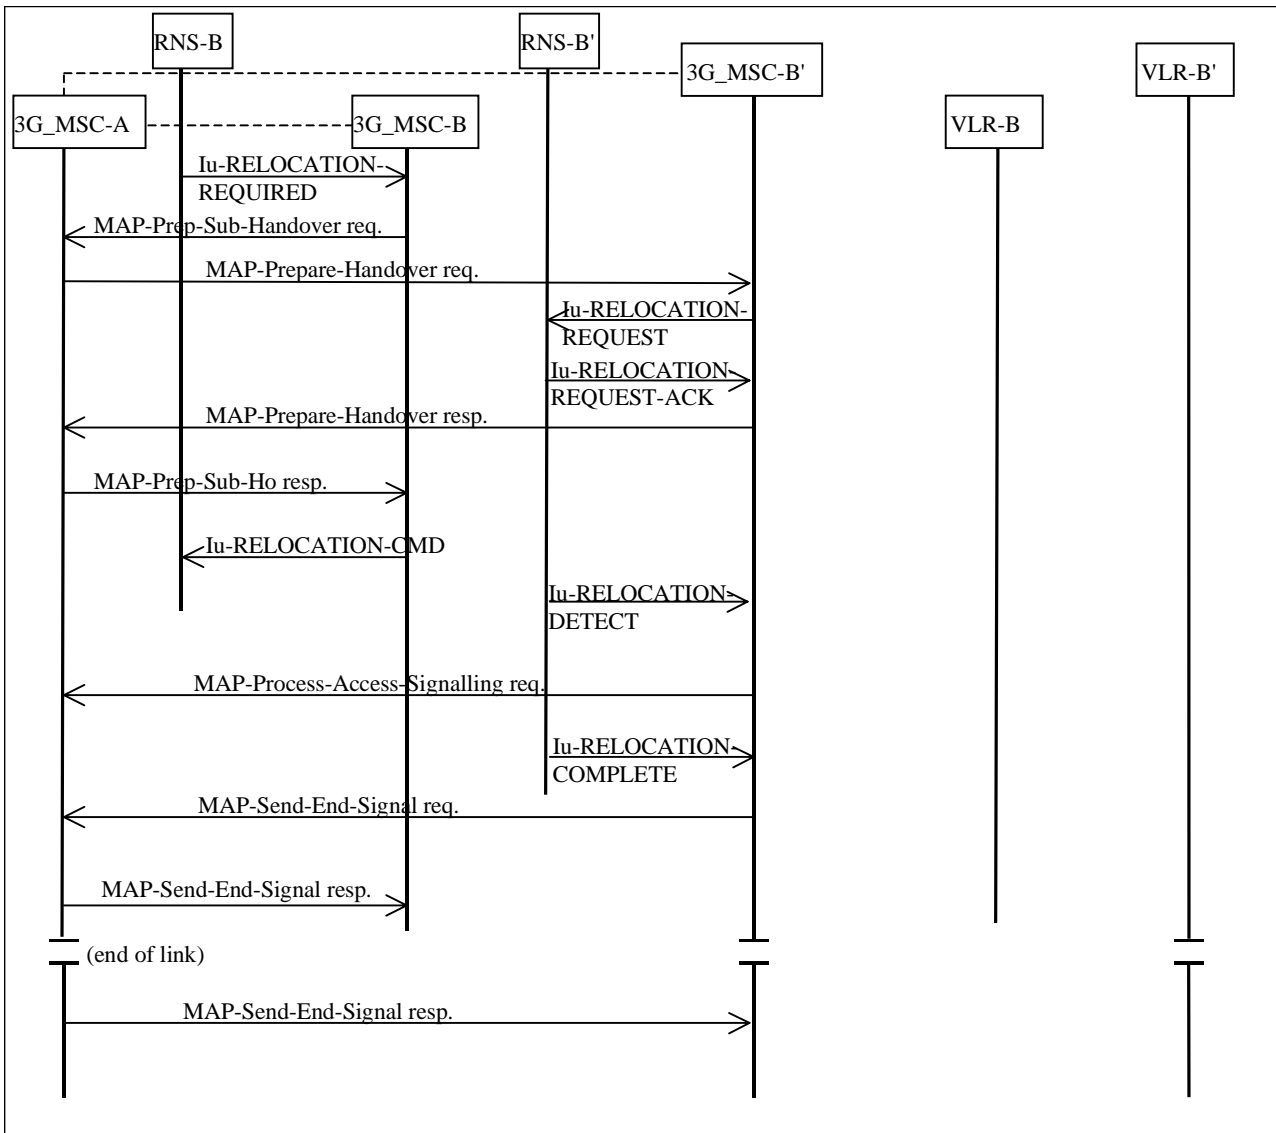 RNS-B
RNS-B'
3G_MSC-B'
VLR-B'
3G_MSC-A
3G_MSC-B
VLR-B
Iu-RELOCATION-
REQUIRED
MAP-Prep-Sub-Handover req.
MAP-Prepare-Handover req.
Iu-RELOCATION-
REQUEST
Iu-RELOCATION-
REQUEST-ACK
MAP-Prepare-Handover resp.
MAP-Prep-Sub-Ho resp.
Iu-RELOCATION-CMD
Iu-RELOCATION-
DETECT
MAP-Process-Access-Signalling req.
Iu-RELOCATION-
COMPLETE
MAP-Send-End-Signal req.
MAP-Send-End-Signal resp.
(end of link)
MAP-Send-End-Signal resp.